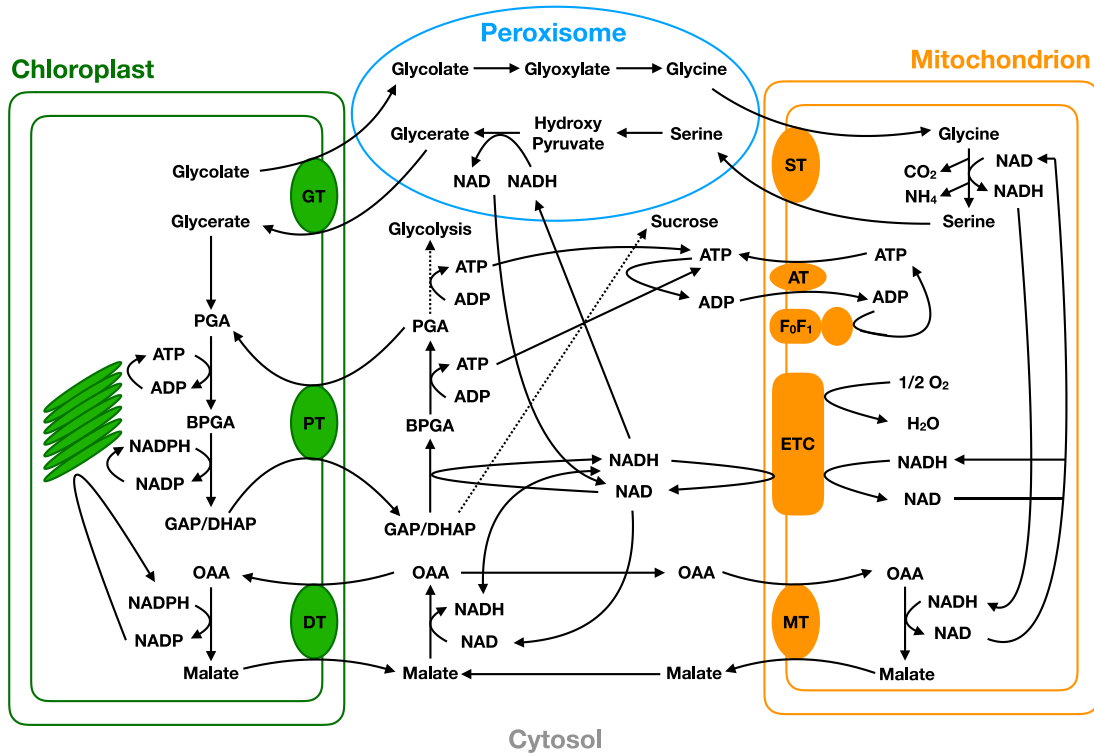 Peroxisome
Chloroplast
Mitochondrion
Glycolate
Glyoxylate
Glycine
Glycerate
Hydroxy
Pyruvate
Serine
NAD
NADH
Glycolate
GT
Glycerate
PGA
ATP
ADP
BPGA
NADPH
NADP
GAP/DHAP
PT
OAA
NADPH
NADP
Malate
DT
Glycolysis
ATP
ADP
PGA
ATP
ADP
BPGA
GAP/DHAP
OAA
NADH
NAD
Malate
Sucrose
ATP
ADP
NADH
NAD
OAA
Malate
ST
Glycine
CO₂
NH₄
NAD
NADH
Serine
AT
ATP
ADP
F₀F₁
ETC
1/2 O₂
H₂O
NADH
NAD
MT
OAA
NADH
NAD
Malate
Cytosol